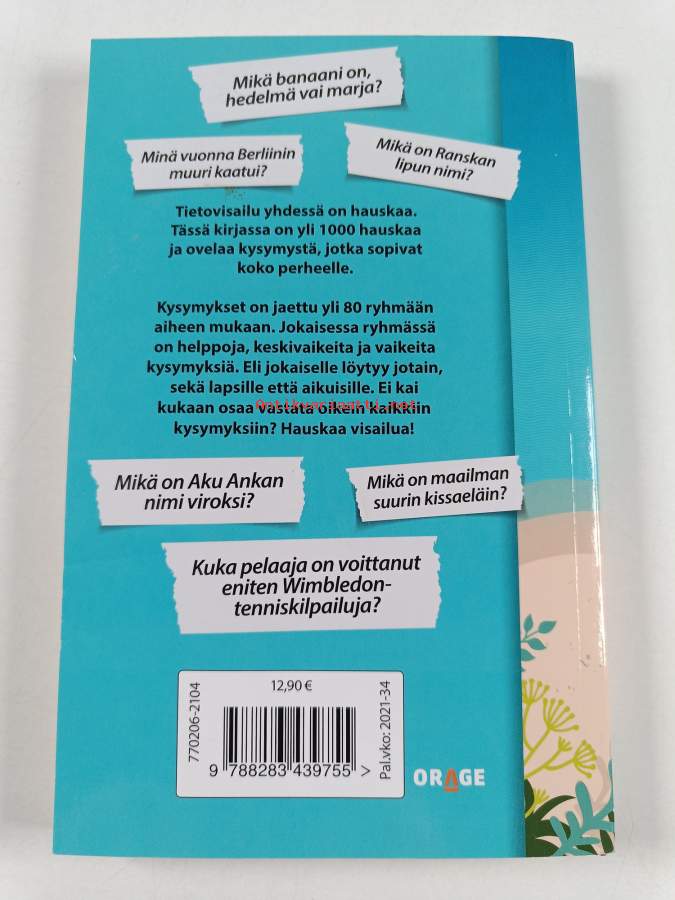 Mikä banaani on,
hedelmä vai marja?
Minä vuonna Berliinin
muuri kaatui?
Mikä on Ranskan
lipun nimi?
Tietovisailu yhdessä on hauskaa.
Tässä kirjassa on yli 1000 hauskaa
ja ovelaa kysymystä, jotka sopivat
koko perheelle.
Kysymykset on jaettu yli 80 ryhmään
aiheen mukaan. Jokaisessa ryhmässä
on helppoja, keskivaikeita ja vaikeita
kysymyksiä. Eli jokaiselle löytyy jotain,
sekä lapsille että aikuisille. Ei kai
kukaan osaa vastata oikein kaikkiin
Antikvariaatti.net
kysymyksiin? Hauskaa visailua!
Mikä on Aku Ankan
nimi viroksi?
Mikä on maailman
suurin kissaeläin?
Kuka pelaaja on voittanut
eniten Wimbledon-
tenniskilpailuja?
770206-2104
12,90 €
Pal.vko: 2021-34
9 788283 439755 >
ORAGE